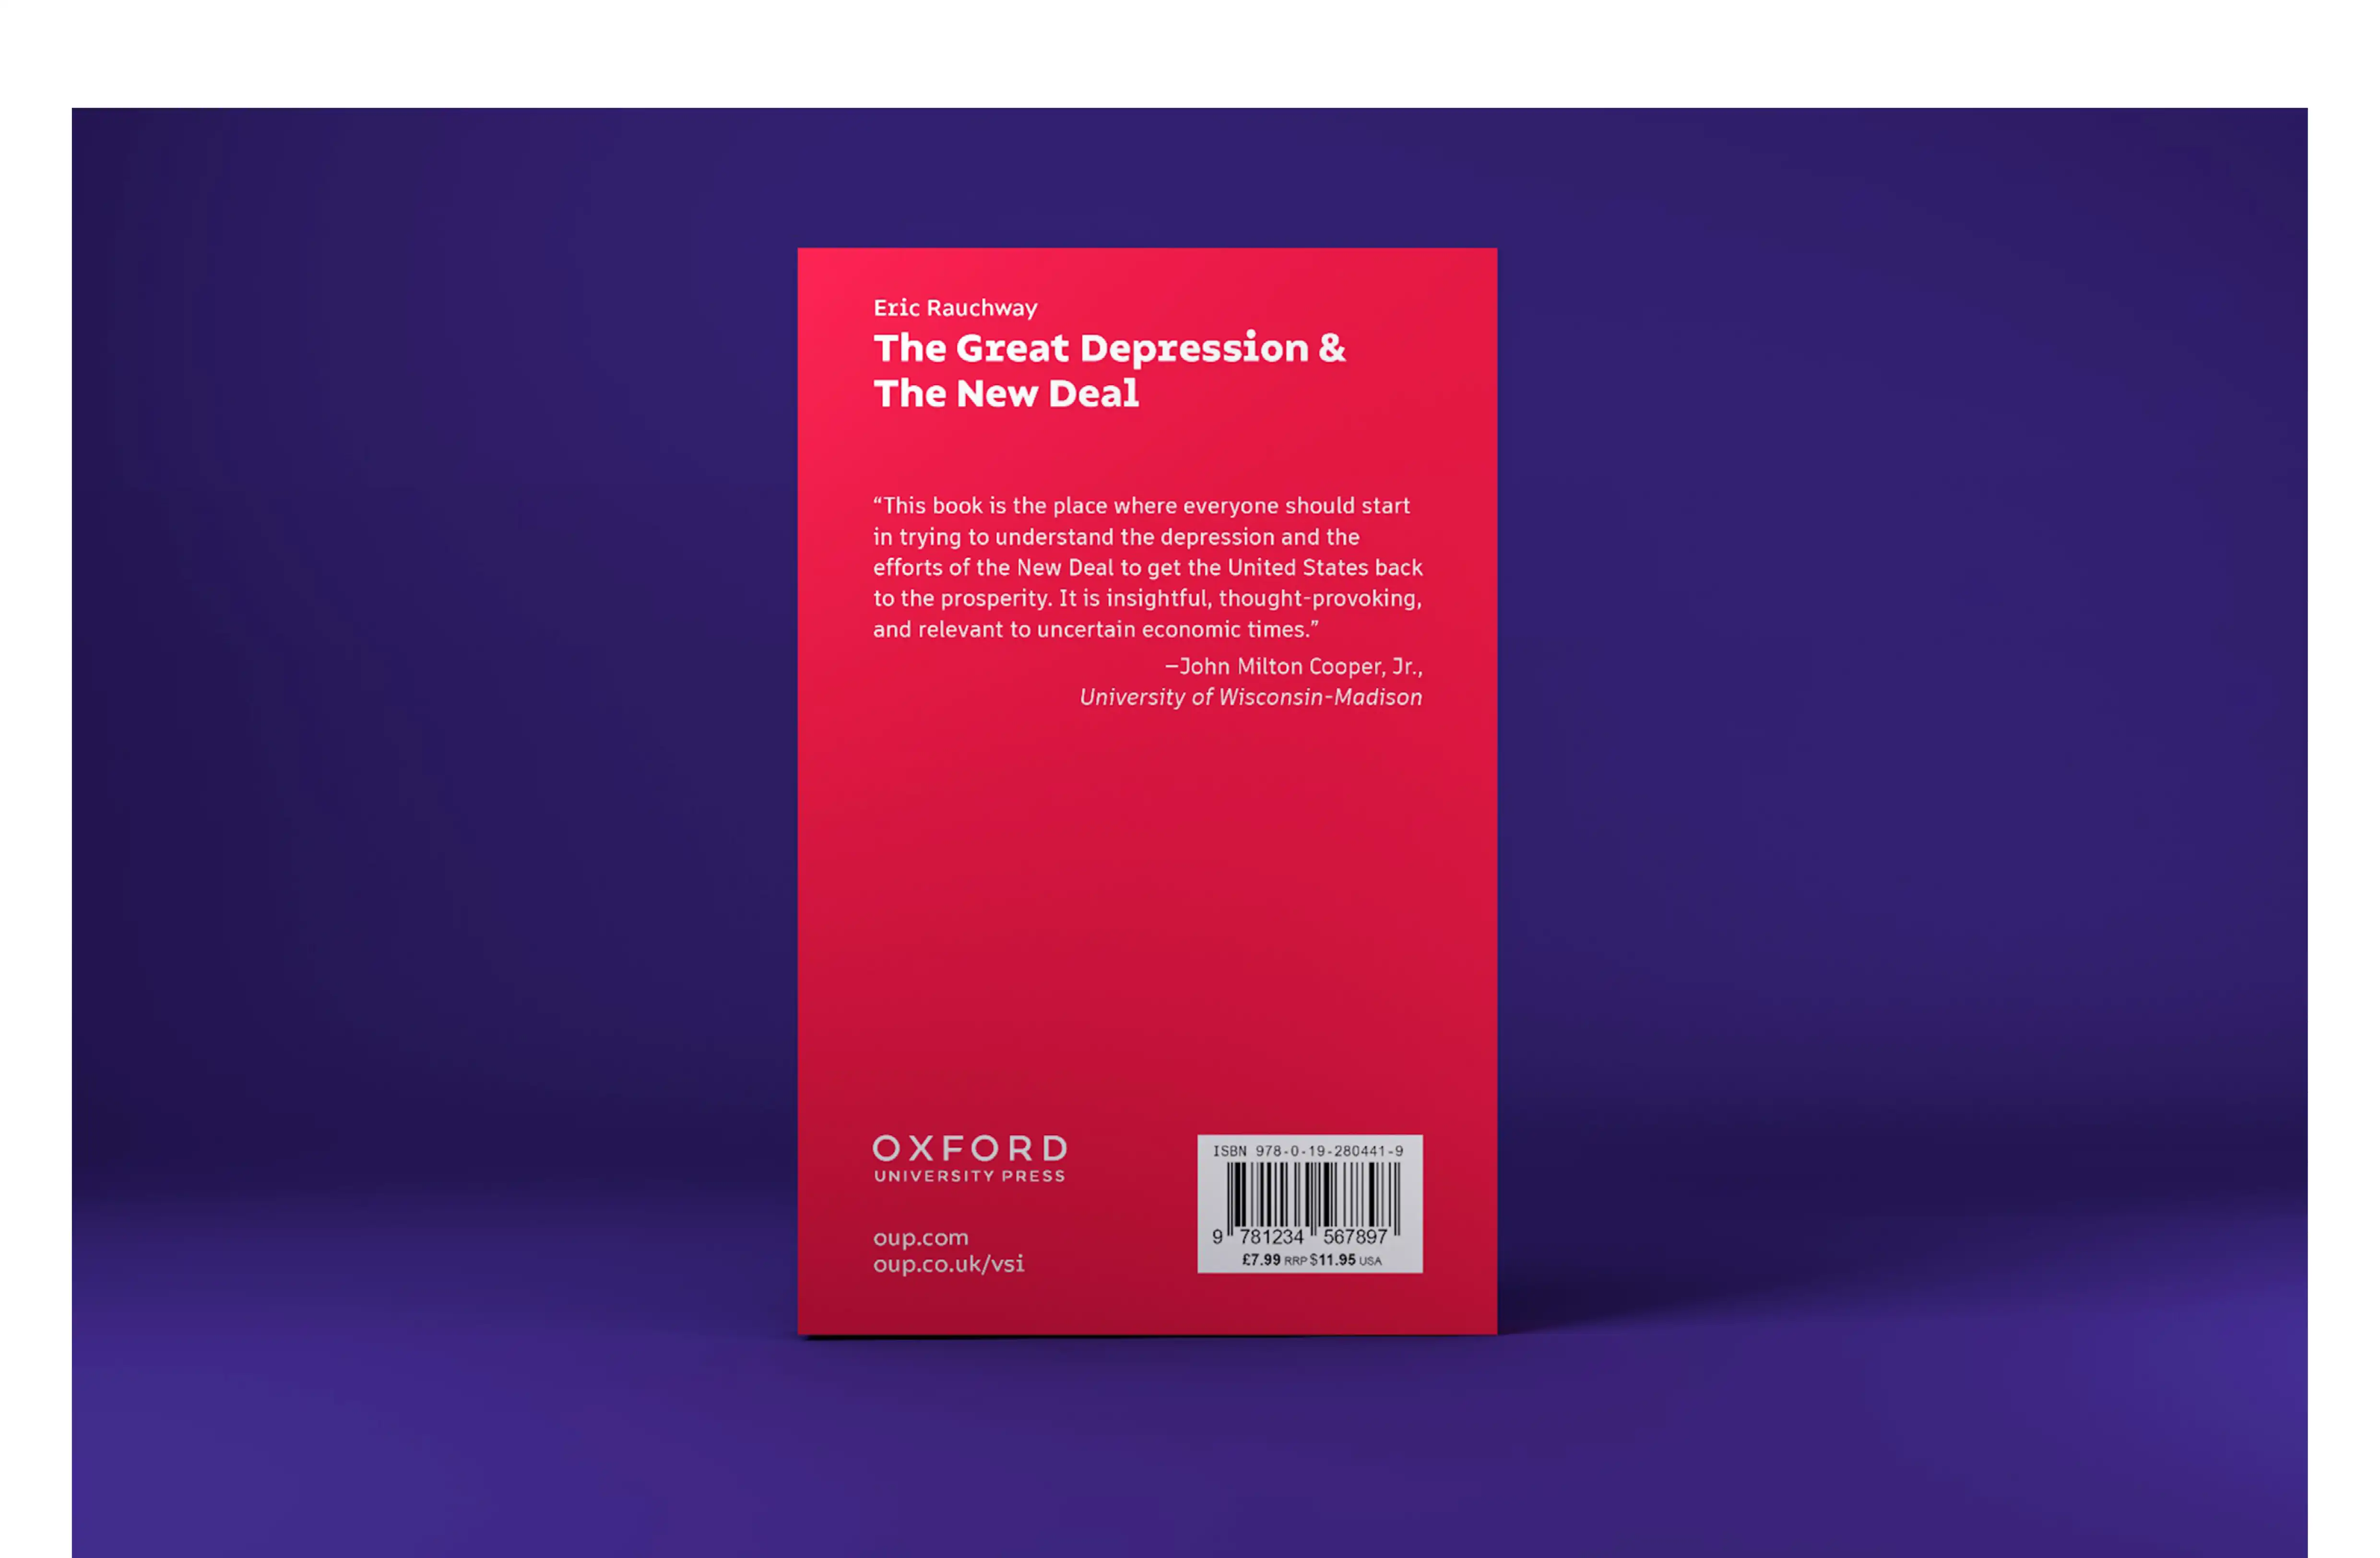 Eric Rauchway
The Great Depression &
The New Deal
“This book is the place where everyone should start
in trying to understand the depression and the
efforts of the New Deal to get the United States back
to the prosperity. It is insightful, thought-provoking,
and relevant to uncertain economic times.”
—John Milton Cooper, Jr.,
University of Wisconsin-Madison
OXFORD
UNIVERSITY PRESS
oup.com
oup.co.uk/vsi
ISBN 978-0-19-280441-9
9 781234 567897
£7.99 RRP $11.95 USA